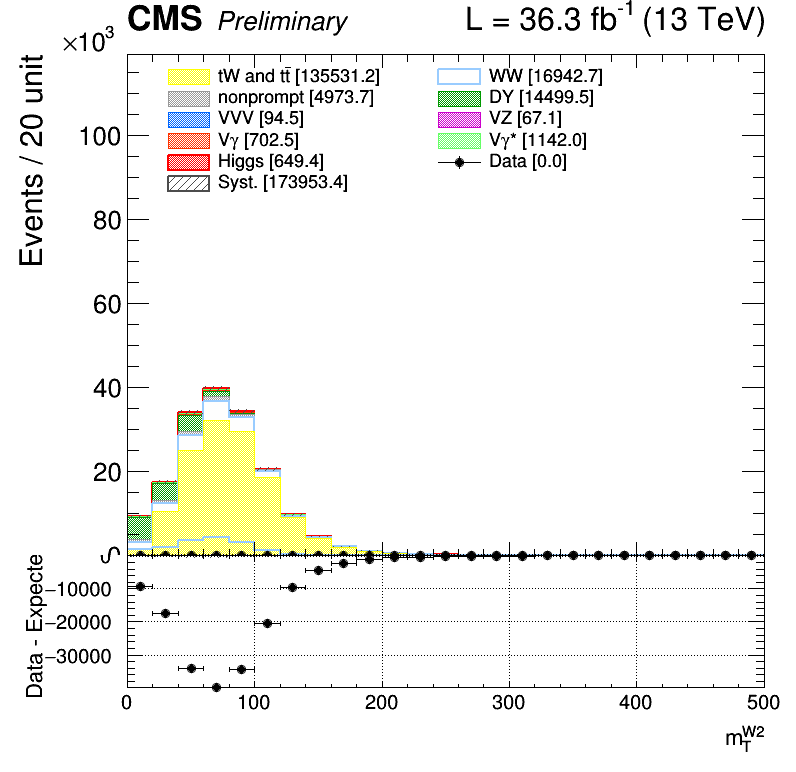 CMS Preliminary L = 36.3 fb⁻¹ (13 TeV)
×10³
Events / 20 unit
tW and tt̄ [135531.2]
nonprompt [4973.7]
VVV [94.5]
Vγ [702.5]
Higgs [649.4]
Syst. [173953.4]
WW [16942.7]
DY [14499.5]
VZ [67.1]
Vγ* [1142.0]
Data [0.0]
100
80
60
40
20
0
Data - Expecte
−10000
−20000
−30000
0 100 200 300 400 500
m_T^W2